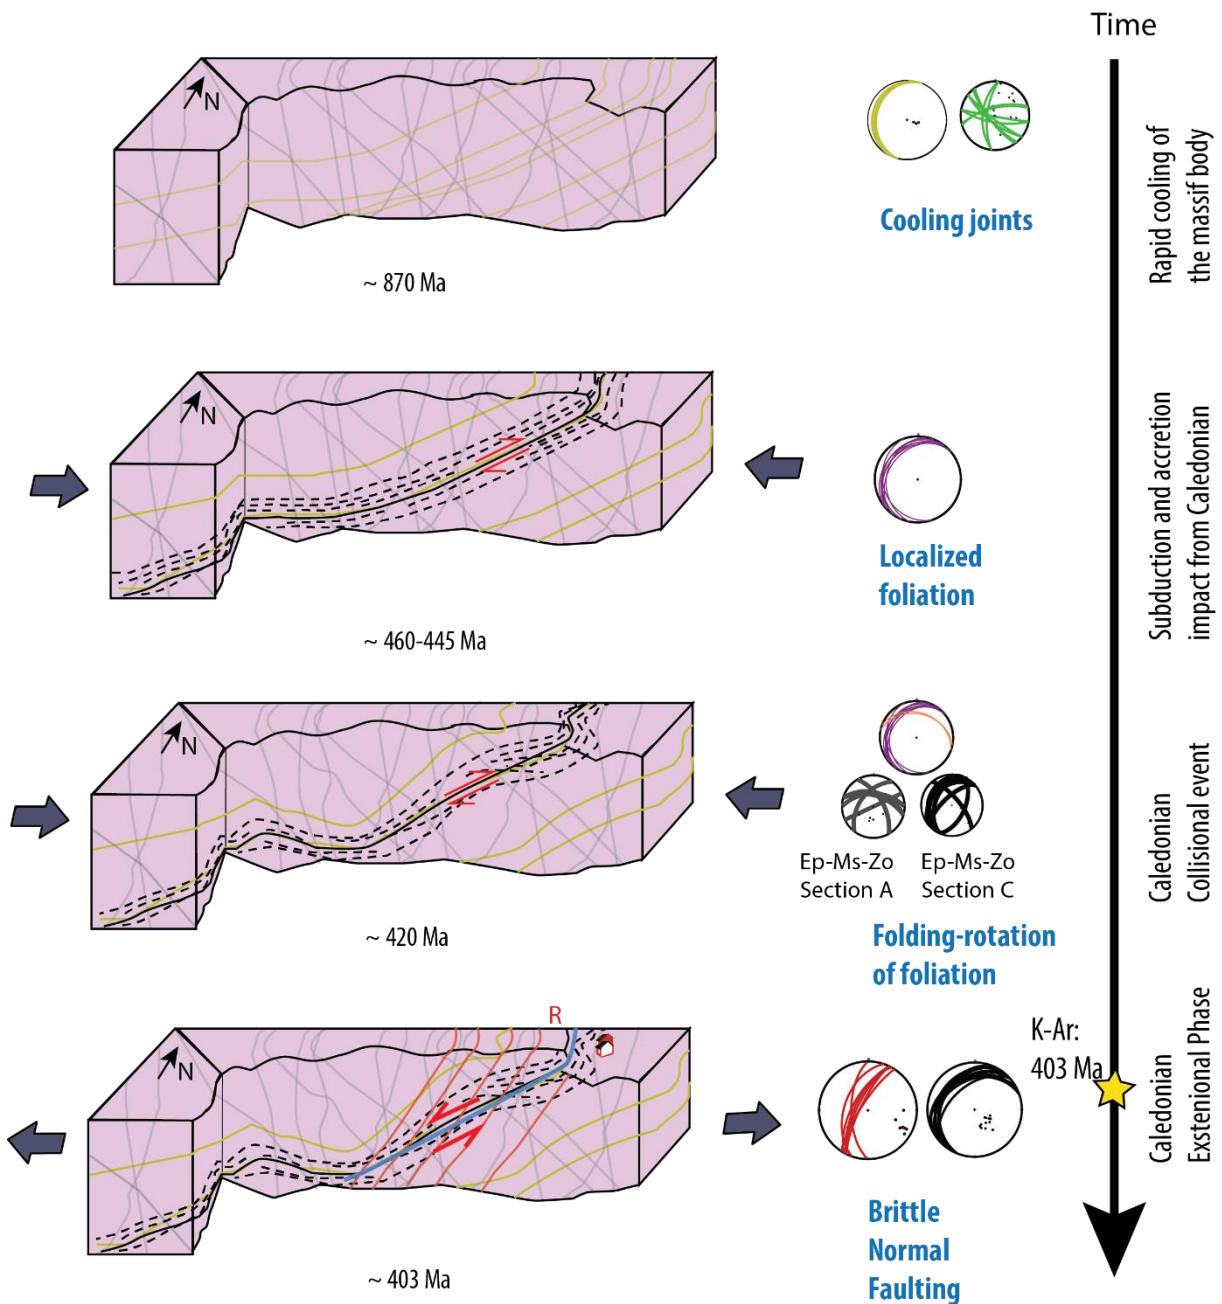 Time
N
Cooling joints
~ 870 Ma
Rapid cooling of
the massif body
N
Localized
foliation
~ 460-445 Ma
Subduction and accretion
impact from Caledonian
N
Ep-Ms-Zo
Section A
Ep-Ms-Zo
Section C
Folding-rotation
of foliation
~ 420 Ma
Caledonian
Collisional event
R
N
K-Ar:
403 Ma
Brittle
Normal
Faulting
~ 403 Ma
Caledonian
Exstenional Phase